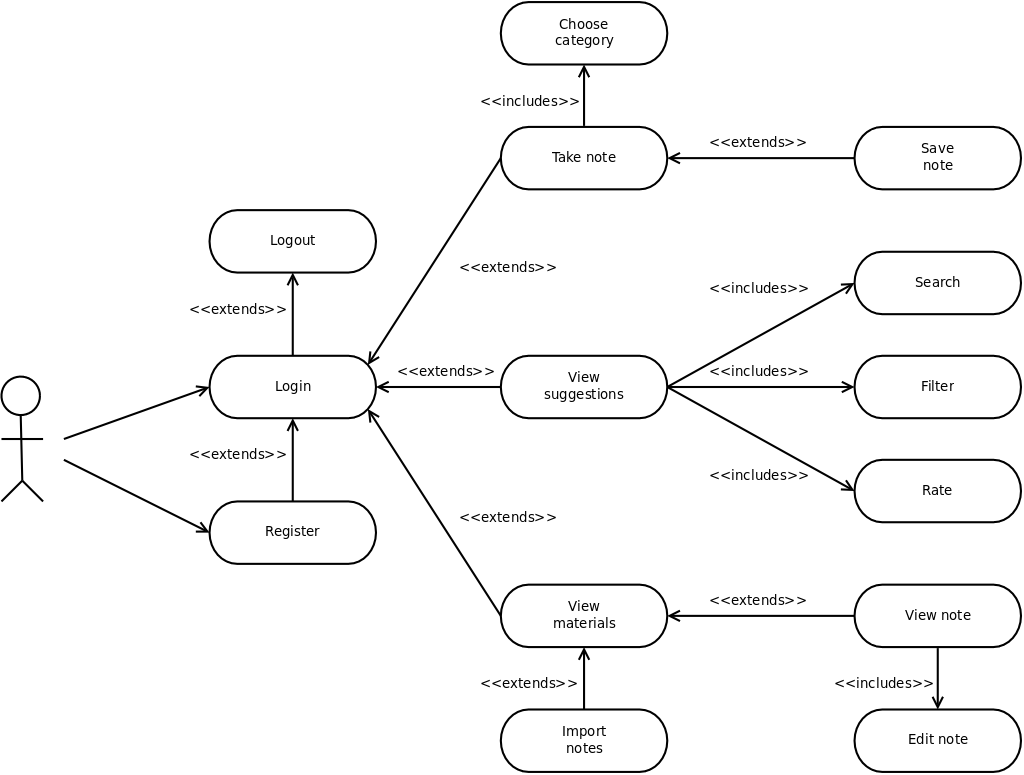 Choose
category
<<includes>>
Take note
<<extends>>
Save
note
Logout
<<extends>>
<<extends>>
<<includes>>
Search
Login
<<extends>>
View
suggestions
<<includes>>
Filter
<<extends>>
<<includes>>
Rate
Register
<<extends>>
View
materials
<<extends>>
View note
<<extends>>
<<includes>>
Import
notes
Edit note